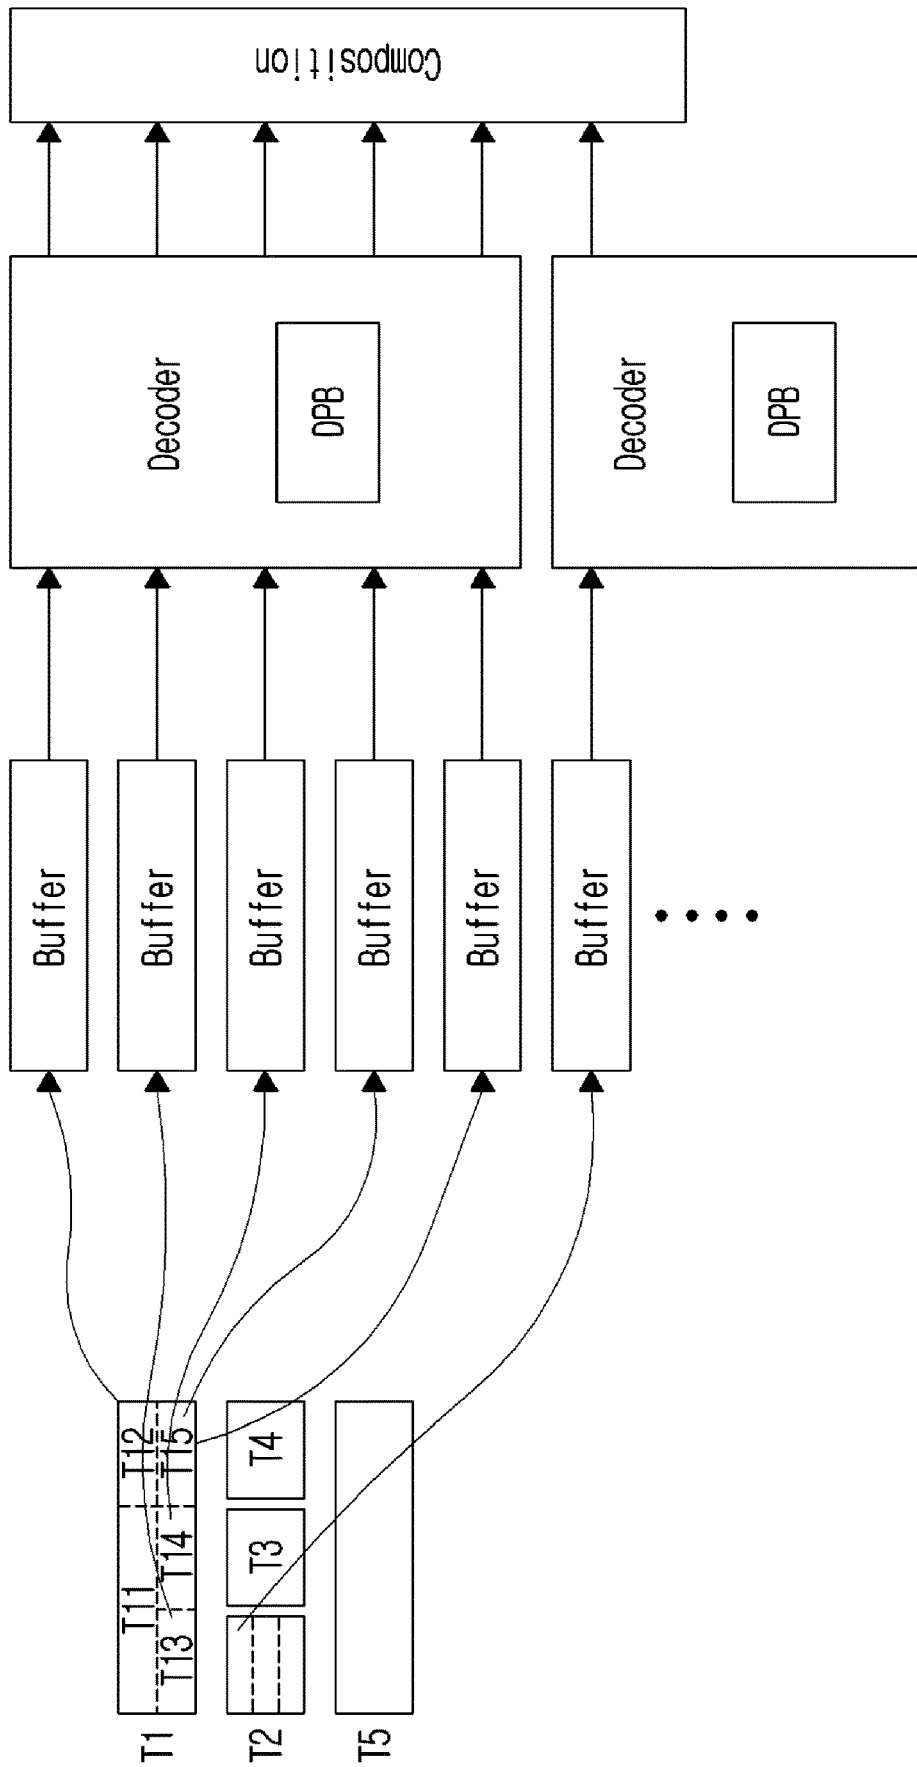 T1
T11
T12
T13
T14
T15
T2
T3
T4
T5
Buffer
Buffer
Buffer
Buffer
Buffer
Buffer
Decoder
DPB
Decoder
DPB
Composition